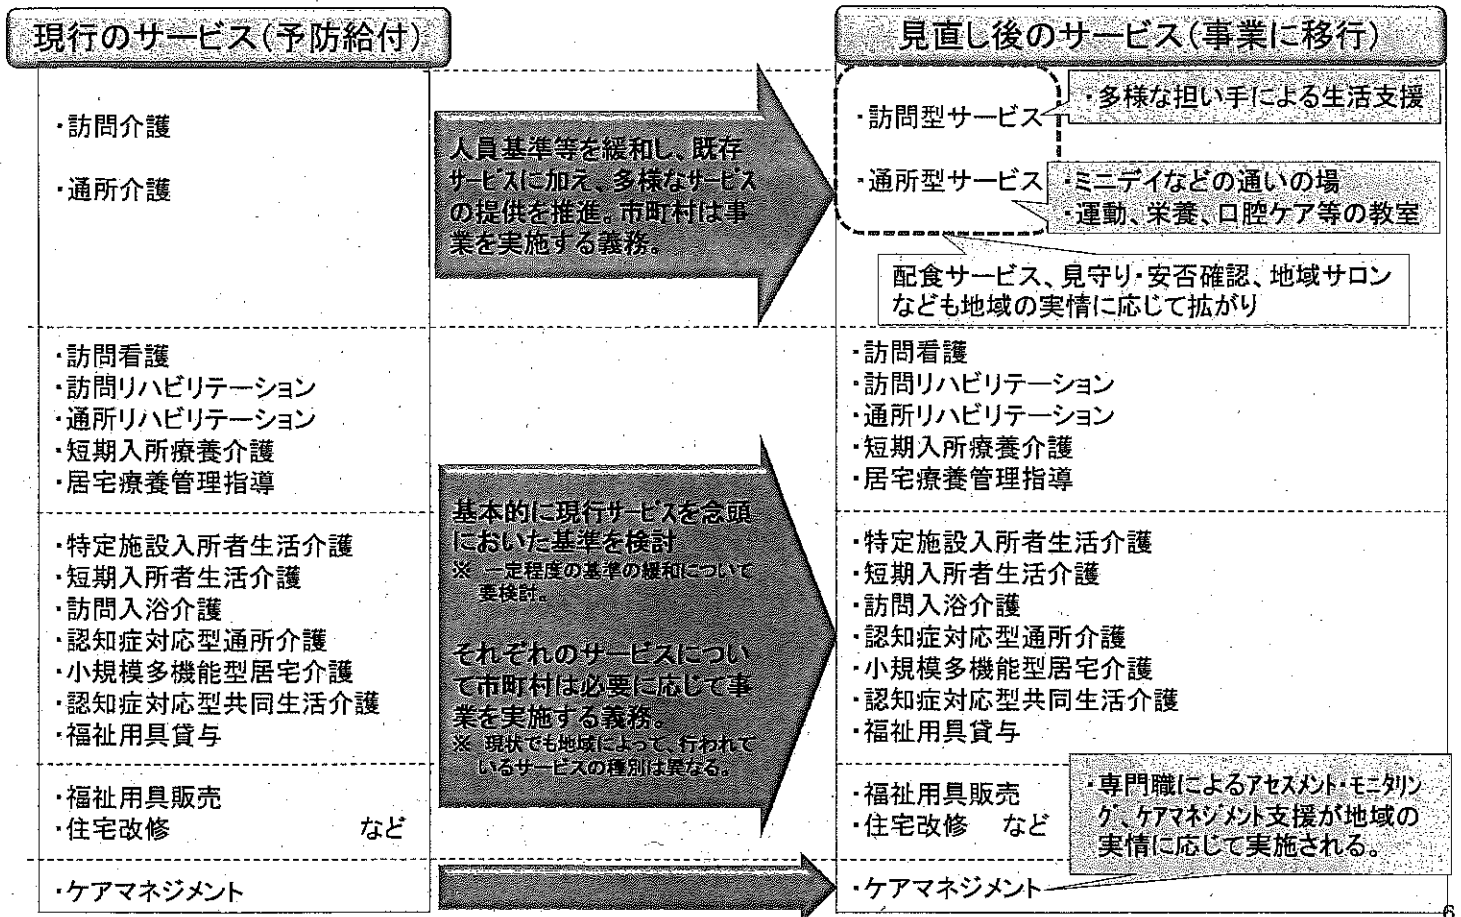 現行のサービス(予防給付)
・訪問介護
・通所介護
・訪問看護
・訪問リハビリテーション
・通所リハビリテーション
・短期入所療養介護
・居宅療養管理指導
・特定施設入所者生活介護
・短期入所者生活介護
・訪問入浴介護
・認知症対応型通所介護
・小規模多機能型居宅介護
・認知症対応型共同生活介護
・福祉用具貸与
・福祉用具販売
・住宅改修 など
・ケアマネジメント
人員基準等を緩和し、既存
サービスに加え、多様なサービス
の提供を推進。市町村は事
業を実施する義務。
基本的に現行サービスを念頭
においた基準を検討
※ 一定程度の基準の緩和について
要検討。
それぞれのサービスについ
て市町村は必要に応じて事
業を実施する義務。
※ 現状でも地域によって、行われて
いるサービスの種別は異なる。
見直し後のサービス(事業に移行)
・訪問型サービス
・多様な担い手による生活支援
・通所型サービス
・ミニデイなどの通いの場
・運動、栄養、口腔ケア等の教室
配食サービス、見守り・安否確認、地域サロン
なども地域の実情に応じて拡がり
・訪問看護
・訪問リハビリテーション
・通所リハビリテーション
・短期入所療養介護
・居宅療養管理指導
・特定施設入所者生活介護
・短期入所者生活介護
・訪問入浴介護
・認知症対応型通所介護
・小規模多機能型居宅介護
・認知症対応型共同生活介護
・福祉用具貸与
・福祉用具販売
・住宅改修 など
・専門職によるアセスメント・モニタリン
グ、ケアマネジメント支援が地域の
実情に応じて実施される。
・ケアマネジメント
6